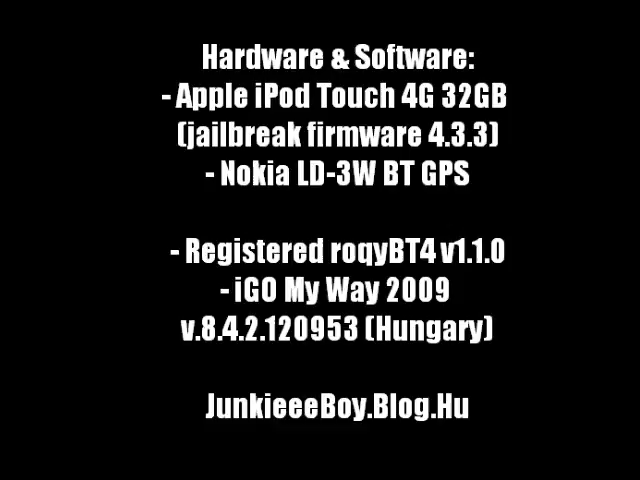 Hardware & Software:
- Apple iPod Touch 4G 32GB
(jailbreak firmware 4.3.3)
- Nokia LD-3W BT GPS
- Registered roqyBT4 v1.1.0
- iGO My Way 2009
v.8.4.2.120953 (Hungary)
JunkieeeBoy.Blog.Hu